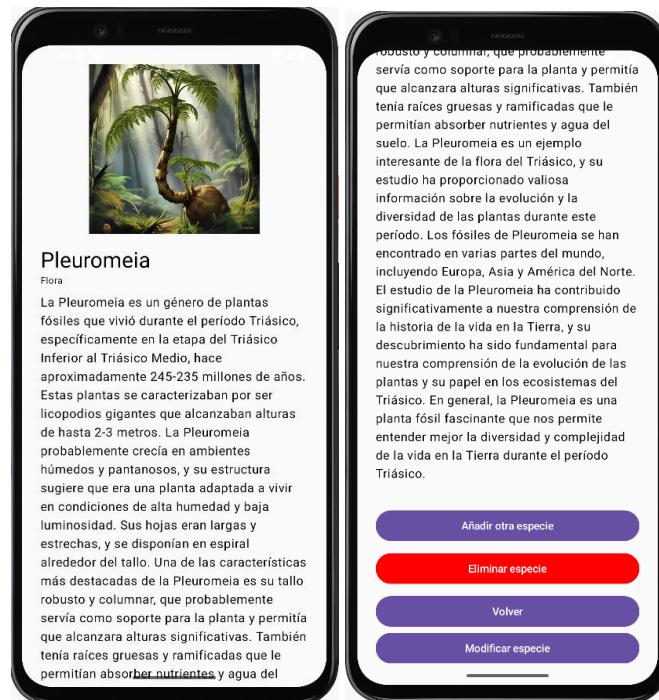 Pleuromeia
Flora
La Pleuromeia es un género de plantas
fósiles que vivió durante el período Triásico,
específicamente en la etapa del Triásico
Inferior al Triásico Medio, hace
aproximadamente 245-235 millones de años.
Estas plantas se caracterizaban por ser
licopodios gigantes que alcanzaban alturas
de hasta 2-3 metros. La Pleuromeia
probablemente crecía en ambientes
húmedos y pantanosos, y su estructura
sugiere que era una planta adaptada a vivir
en condiciones de alta humedad y baja
luminosidad. Sus hojas eran largas y
estrechas, y se disponían en espiral
alrededor del tallo. Una de las características
más destacadas de la Pleuromeia es su tallo
robusto y columnar, que probablemente
servía como soporte para la planta y permitía
que alcanzara alturas significativas. También
tenía raíces gruesas y ramificadas que le
permitían absorber nutrientes y agua del
robusto y columnar, que probablemente
servía como soporte para la planta y permitía
que alcanzara alturas significativas. También
tenía raíces gruesas y ramificadas que le
permitían absorber nutrientes y agua del
suelo. La Pleuromeia es un ejemplo
interesante de la flora del Triásico, y su
estudio ha proporcionado valiosa
información sobre la evolución y la
diversidad de las plantas durante este
período. Los fósiles de Pleuromeia se han
encontrado en varias partes del mundo,
incluyendo Europa, Asia y América del Norte.
El estudio de la Pleuromeia ha contribuido
significativamente a nuestra comprensión de
la historia de la vida en la Tierra, y su
descubrimiento ha sido fundamental para
nuestra comprensión de la evolución de las
plantas y su papel en los ecosistemas del
Triásico. En general, la Pleuromeia es una
planta fósil fascinante que nos permite
entender mejor la diversidad y complejidad
de la vida en la Tierra durante el período
Triásico.
Añadir otra especie
Eliminar especie
Volver
Modificar especie